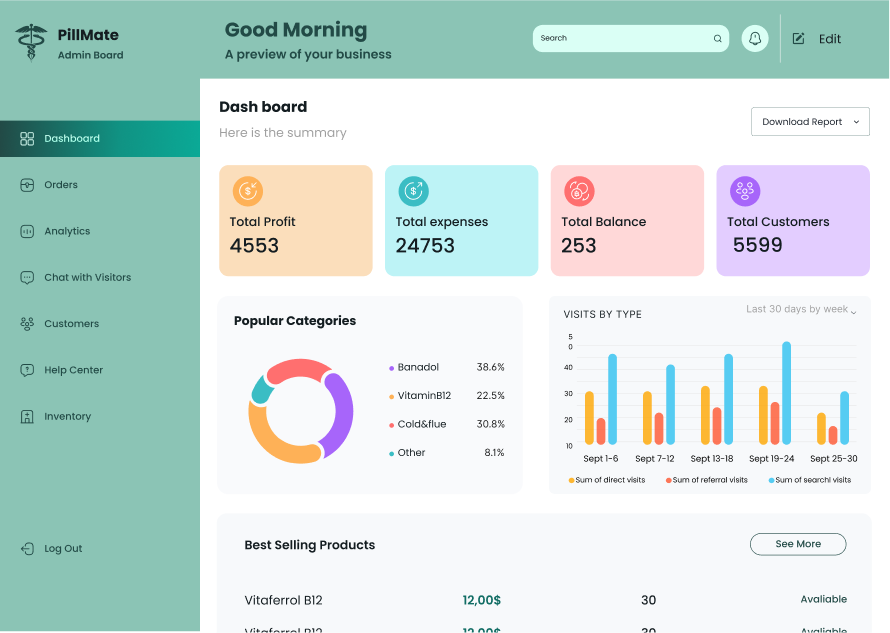 PillMate
Admin Board
Good Morning
A preview of your business
Search
Edit
Dashboard
Orders
Analytics
Chat with Visitors
Customers
Help Center
Inventory
Log Out
Dash board
Here is the summary
Download Report
Total Profit
4553
Total expenses
24753
Total Balance
253
Total Customers
5599
Popular Categories
Banadol 38.6%
VitaminB12 22.5%
Cold&flue 30.8%
Other 8.1%
VISITS BY TYPE
Last 30 days by week
5
0
40
30
20
10
Sept 1-6 Sept 7-12 Sept 13-18 Sept 19-24 Sept 25-30
Sum of direct visits Sum of referral visits Sum of searchl visits
Best Selling Products
See More
Vitaferrol B12 12,00$ 30 Avaliable
Vitaferrol B12 12,00$ 30 Avaliable